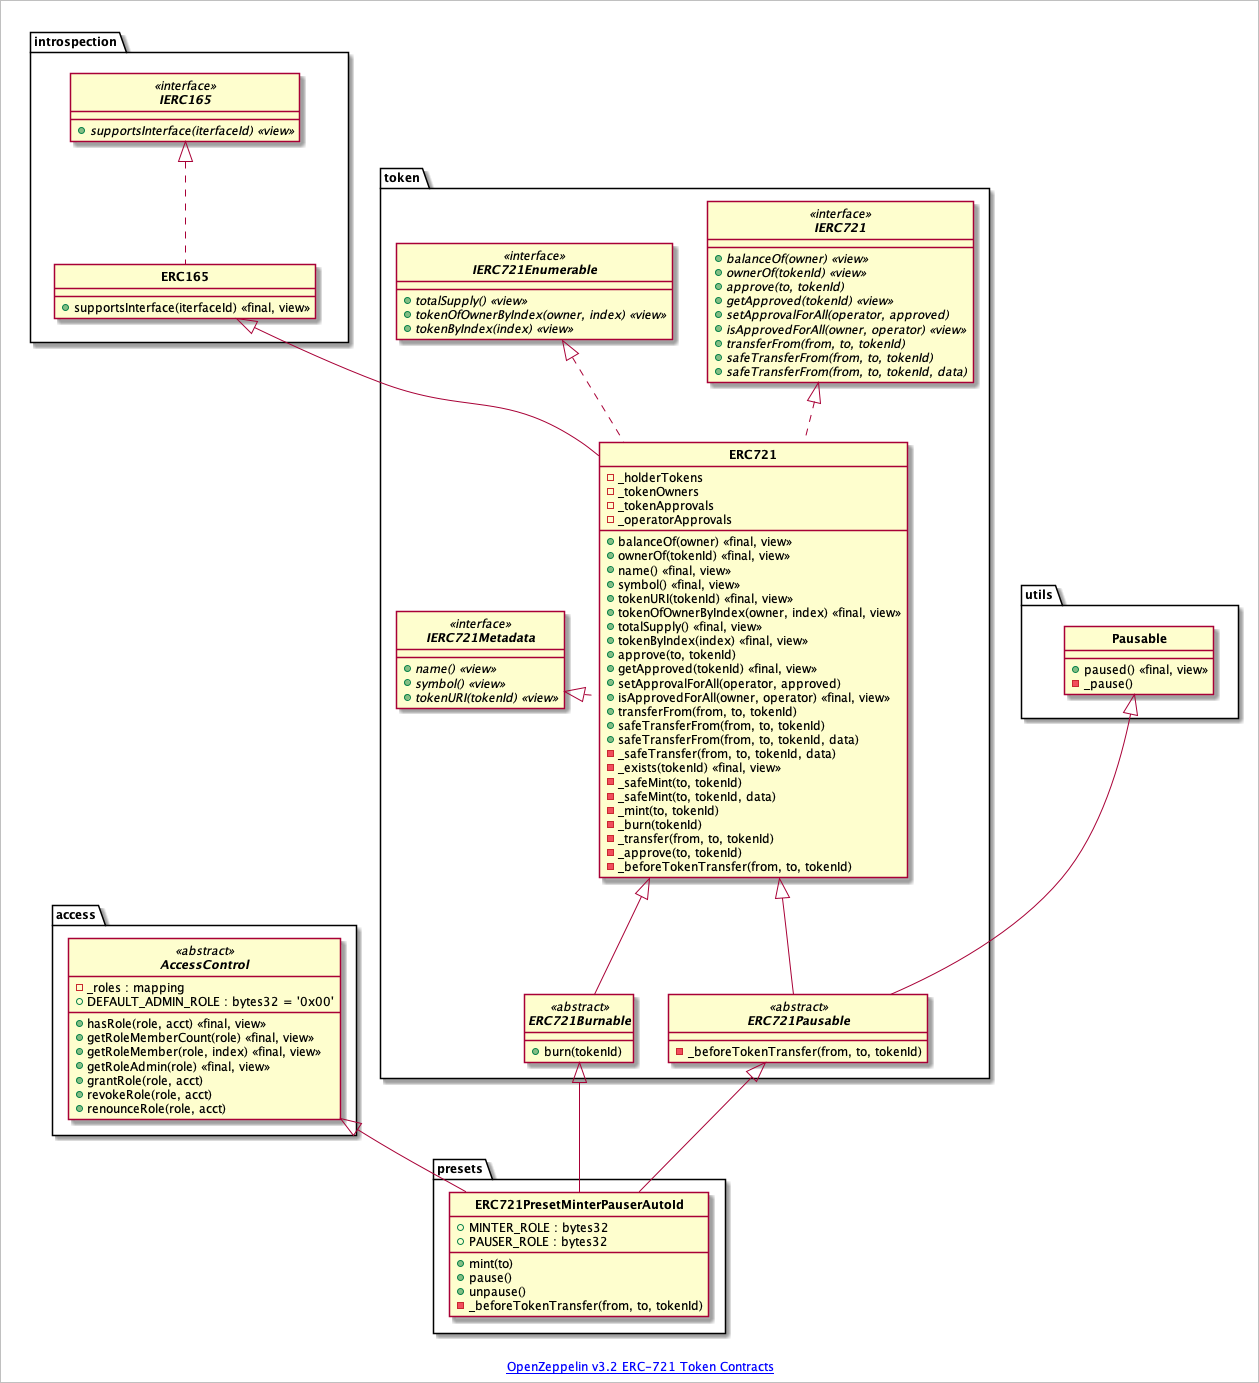 introspection
«interface»
IERC165
supportsInterface(iterfaceId) «view»
ERC165
supportsInterface(iterfaceId) «final, view»
token
«interface»
IERC721Enumerable
totalSupply() «view»
tokenOfOwnerByIndex(owner, index) «view»
tokenByIndex(index) «view»
«interface»
IERC721
balanceOf(owner) «view»
ownerOf(tokenId) «view»
approve(to, tokenId)
getApproved(tokenId) «view»
setApprovalForAll(operator, approved)
isApprovedForAll(owner, operator) «view»
transferFrom(from, to, tokenId)
safeTransferFrom(from, to, tokenId)
safeTransferFrom(from, to, tokenId, data)
ERC721
_holderTokens
_tokenOwners
_tokenApprovals
_operatorApprovals
balanceOf(owner) «final, view»
ownerOf(tokenId) «final, view»
name() «final, view»
symbol() «final, view»
tokenURI(tokenId) «final, view»
tokenOfOwnerByIndex(owner, index) «final, view»
totalSupply() «final, view»
tokenByIndex(index) «final, view»
approve(to, tokenId)
getApproved(tokenId) «final, view»
setApprovalForAll(operator, approved)
isApprovedForAll(owner, operator) «final, view»
transferFrom(from, to, tokenId)
safeTransferFrom(from, to, tokenId)
safeTransferFrom(from, to, tokenId, data)
_safeTransfer(from, to, tokenId, data)
_exists(tokenId) «final, view»
_safeMint(to, tokenId)
_safeMint(to, tokenId, data)
_mint(to, tokenId)
_burn(tokenId)
_transfer(from, to, tokenId)
_approve(to, tokenId)
_beforeTokenTransfer(from, to, tokenId)
«interface»
IERC721Metadata
name() «view»
symbol() «view»
tokenURI(tokenId) «view»
utils
Pausable
paused() «final, view»
_pause()
access
«abstract»
AccessControl
_roles : mapping
DEFAULT_ADMIN_ROLE : bytes32 = '0x00'
hasRole(role, acct) «final, view»
getRoleMemberCount(role) «final, view»
getRoleMember(role, index) «final, view»
getRoleAdmin(role) «final, view»
grantRole(role, acct)
revokeRole(role, acct)
renounceRole(role, acct)
«abstract»
ERC721Burnable
burn(tokenId)
«abstract»
ERC721Pausable
_beforeTokenTransfer(from, to, tokenId)
presets
ERC721PresetMinterPauserAutoId
MINTER_ROLE : bytes32
PAUSER_ROLE : bytes32
mint(to)
pause()
unpause()
_beforeTokenTransfer(from, to, tokenId)
OpenZeppelin v3.2 ERC-721 Token Contracts